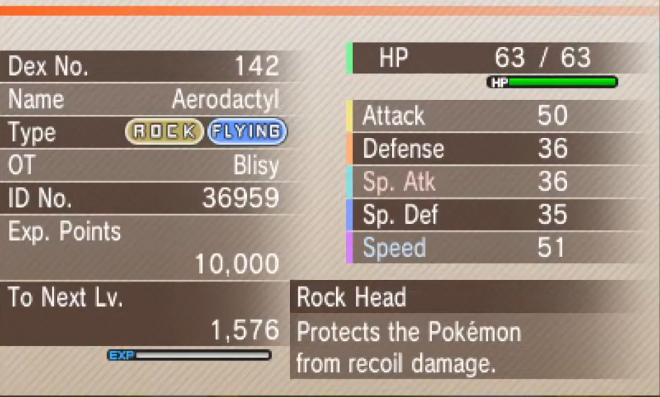 Dex No. 142
Name Aerodactyl
Type ROCK FLYING
OT Blisy
ID No. 36959
Exp. Points
10,000
To Next Lv.
1,576
EXP
HP 63 / 63
HP
Attack 50
Defense 36
Sp. Atk 36
Sp. Def 35
Speed 51
Rock Head
Protects the Pokémon
from recoil damage.